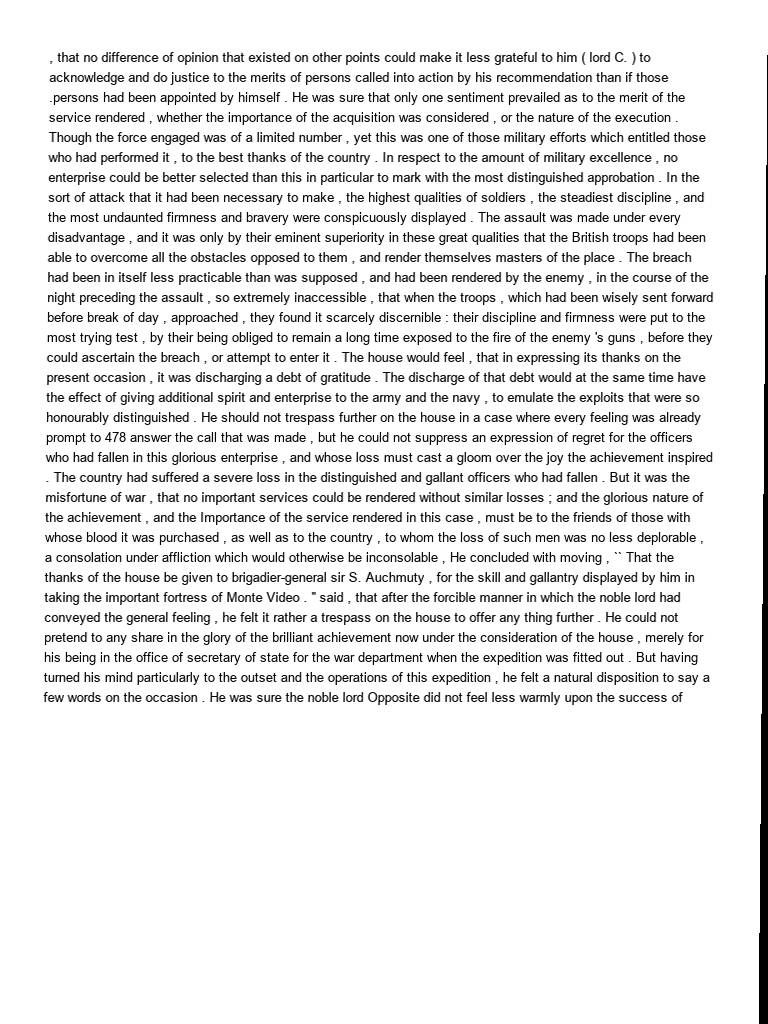 , that no difference of opinion that existed on other points could make it less grateful to him ( lord C. ) to
acknowledge and do justice to the merits of persons called into action by his recommendation than if those
.persons had been appointed by himself . He was sure that only one sentiment prevailed as to the merit of the
service rendered , whether the importance of the acquisition was considered , or the nature of the execution .
Though the force engaged was of a limited number , yet this was one of those military efforts which entitled those
who had performed it , to the best thanks of the country . In respect to the amount of military excellence , no
enterprise could be better selected than this in particular to mark with the most distinguished approbation . In the
sort of attack that it had been necessary to make , the highest qualities of soldiers , the steadiest discipline , and
the most undaunted firmness and bravery were conspicuously displayed . The assault was made under every
disadvantage , and it was only by their eminent superiority in these great qualities that the British troops had been
able to overcome all the obstacles opposed to them , and render themselves masters of the place . The breach
had been in itself less practicable than was supposed , and had been rendered by the enemy , in the course of the
night preceding the assault , so extremely inaccessible , that when the troops , which had been wisely sent forward
before break of day , approached , they found it scarcely discernible : their discipline and firmness were put to the
most trying test , by their being obliged to remain a long time exposed to the fire of the enemy 's guns , before they
could ascertain the breach , or attempt to enter it . The house would feel , that in expressing its thanks on the
present occasion , it was discharging a debt of gratitude . The discharge of that debt would at the same time have
the effect of giving additional spirit and enterprise to the army and the navy , to emulate the exploits that were so
honourably distinguished . He should not trespass further on the house in a case where every feeling was already
prompt to 478 answer the call that was made , but he could not suppress an expression of regret for the officers
who had fallen in this glorious enterprise , and whose loss must cast a gloom over the joy the achievement inspired
. The country had suffered a severe loss in the distinguished and gallant officers who had fallen . But it was the
misfortune of war , that no important services could be rendered without similar losses ; and the glorious nature of
the achievement , and the Importance of the service rendered in this case , must be to the friends of those with
whose blood it was purchased , as well as to the country , to whom the loss of such men was no less deplorable ,
a consolation under affliction which would otherwise be inconsolable , He concluded with moving , `` That the
thanks of the house be given to brigadier-general sir S. Auchmuty , for the skill and gallantry displayed by him in
taking the important fortress of Monte Video . " said , that after the forcible manner in which the noble lord had
conveyed the general feeling , he felt it rather a trespass on the house to offer any thing further . He could not
pretend to any share in the glory of the brilliant achievement now under the consideration of the house , merely for
his being in the office of secretary of state for the war department when the expedition was fitted out . But having
turned his mind particularly to the outset and the operations of this expedition , he felt a natural disposition to say a
few words on the occasion . He was sure the noble lord Opposite did not feel less warmly upon the success of